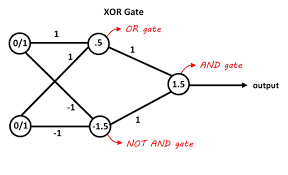 XOR Gate
OR gate
0/1
1
.5
1
1
AND gate
1.5
output
-1
1
0/1
-1
-1.5
NOT AND gate